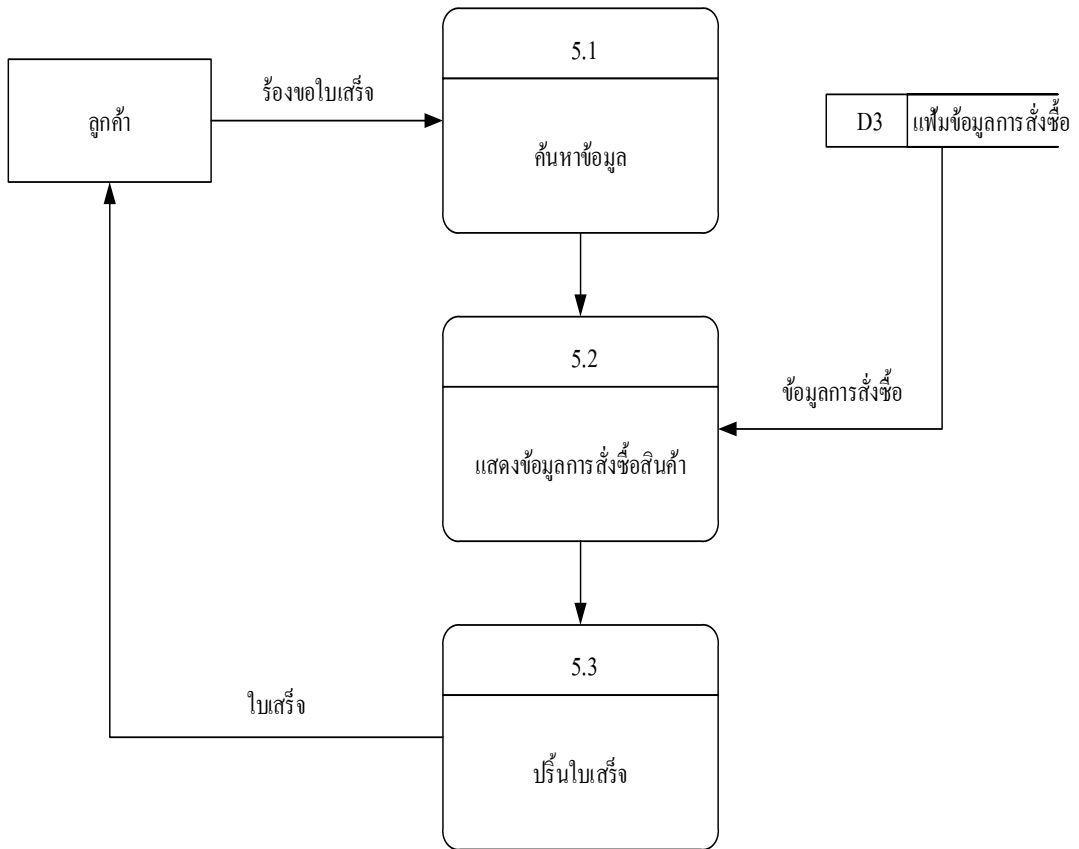 5.1
ร้องขอใบเสร็จ
ลูกค้า
D3 แฟ้มข้อมูลการสั่งซื้อ
ค้นหาข้อมูล
5.2
ข้อมูลการสั่งซื้อ
แสดงข้อมูลการสั่งซื้อสินค้า
5.3
ใบเสร็จ
ปริ้นใบเสร็จ